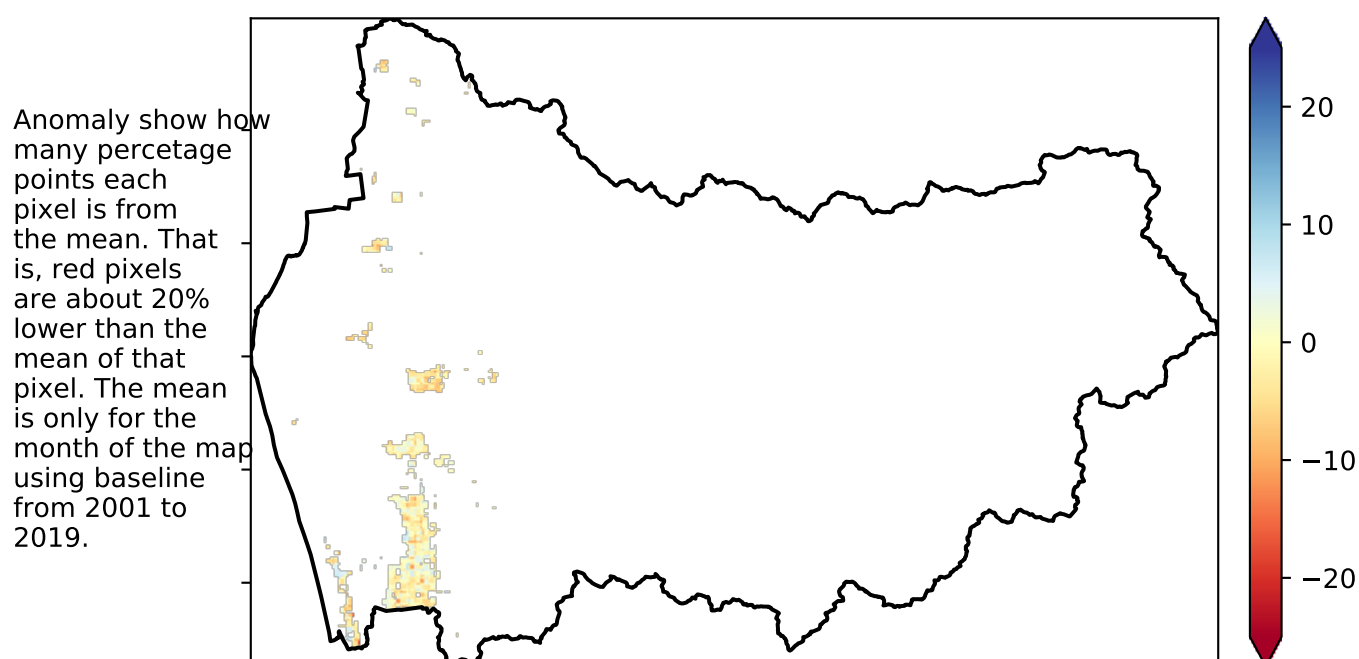 Anomaly show how
many percetage
points each
pixel is from
the mean. That
is, red pixels
are about 20%
lower than the
mean of that
pixel. The mean
is only for the
month of the map
using baseline
from 2001 to
2019.
20
10
0
−10
−20